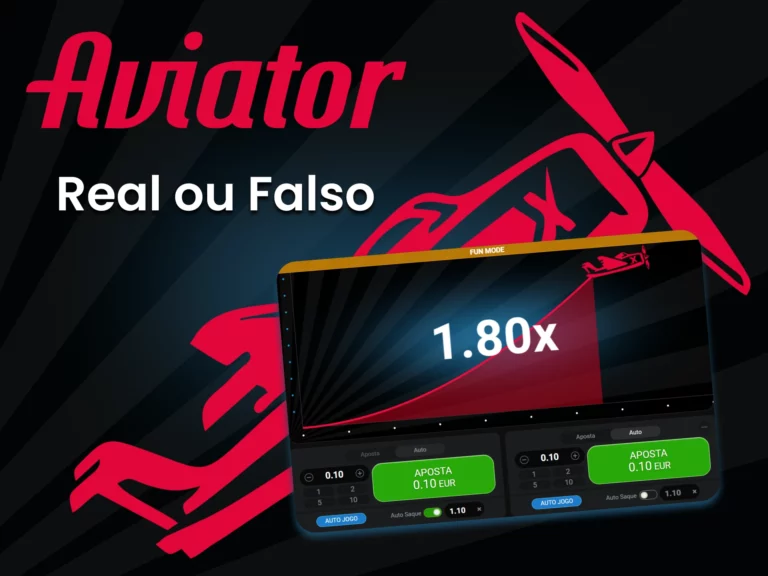 Aviator
Real ou Falso
X
FUN MODE
X
1.80x
Aposta Auto
0.10
1 2
5 10
APOSTA
0.10 EUR
AUTO JOGO
Auto Saque 1.10 ×
Aposta Auto
0.10
1 2
5 10
APOSTA
0.10 EUR
AUTO JOGO
Auto Saque 1.10 ×